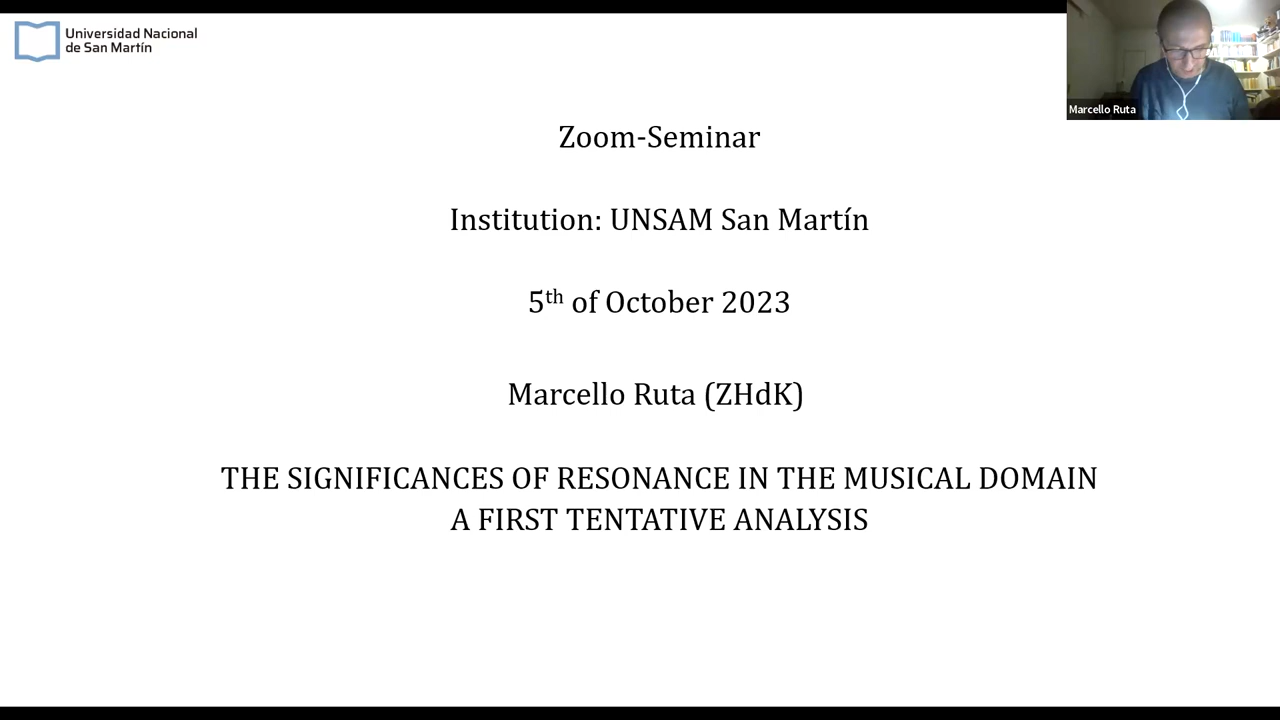 Universidad Nacional
de San Martín
Marcello Ruta
Zoom-Seminar
Institution: UNSAM San Martín
5th of October 2023
Marcello Ruta (ZHdK)
THE SIGNIFICANCES OF RESONANCE IN THE MUSICAL DOMAIN
A FIRST TENTATIVE ANALYSIS